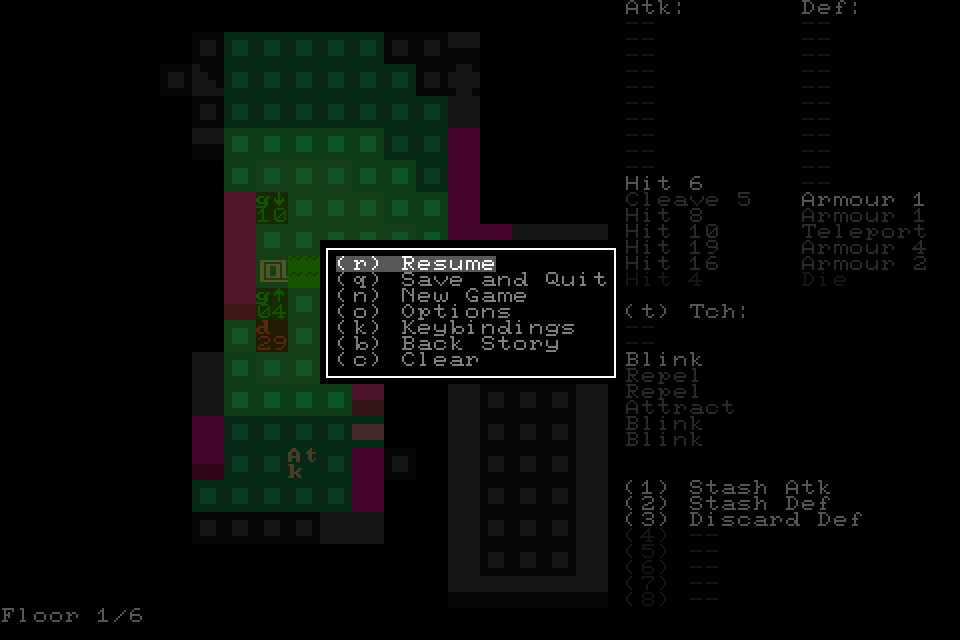 Atk: Def:
-- --
-- --
-- --
-- --
-- --
-- --
-- --
-- --
-- --
-- --
Hit 6 --
Cleave 5 Armour 1
Hit 8 Armour 1
Hit 10 Teleport
Hit 19 Armour 4
Hit 16 Armour 2
Hit 4 Die
g↓
10
@
g↑
04
d
29
At
k
(r) Resume
(q) Save and Quit
(n) New Game
(o) Options
(k) Keybindings
(b) Back Story
(c) Clear
(t) Tch:
--
--
Blink
Repel
Repel
Attract
Blink
Blink
(1) Stash Atk
(2) Stash Def
(3) Discard Def
(4) --
(5) --
(6) --
(7) --
(8) --
Floor 1/6